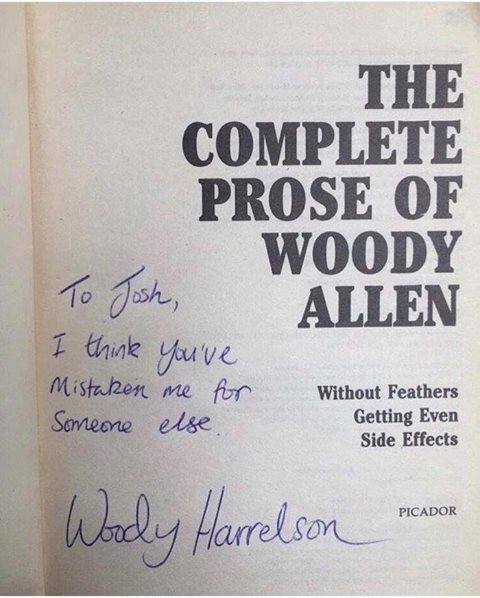 THE
COMPLETE
PROSE OF
WOODY
ALLEN
To Josh,
I think you've
Mistaken me for
Someone else.
Without Feathers
Getting Even
Side Effects
Woody Harrelson
PICADOR